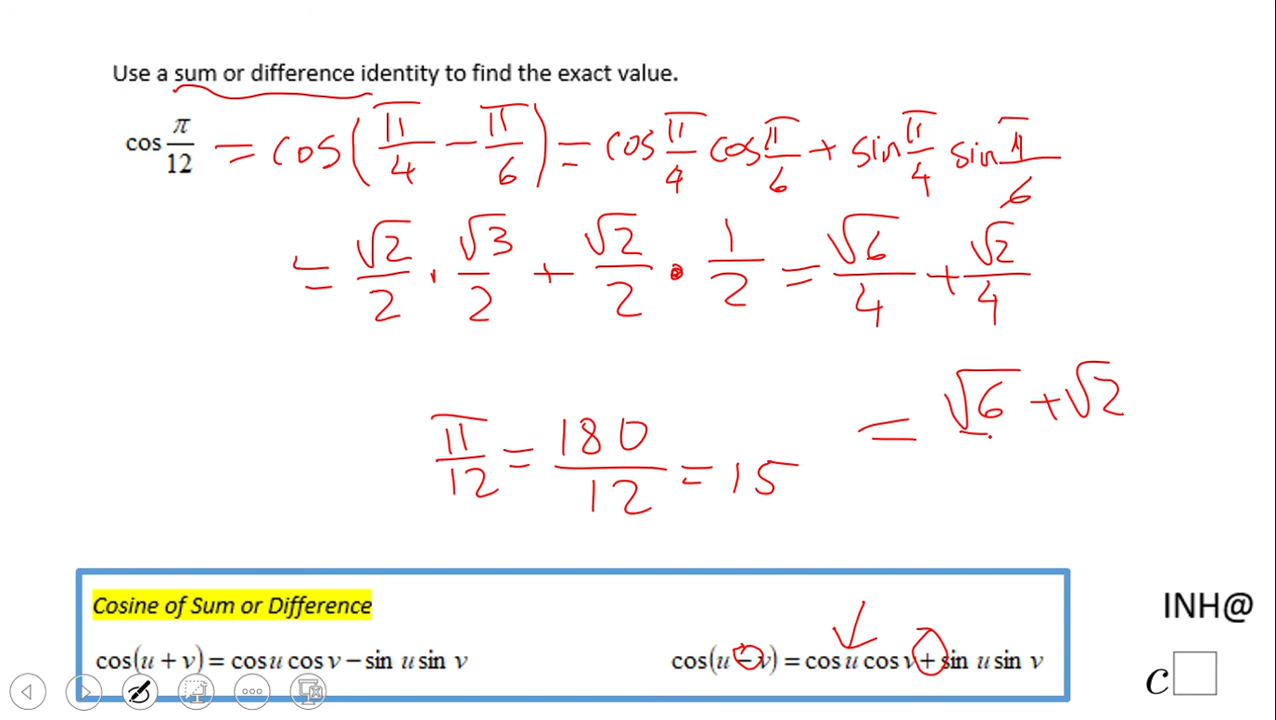 Use a sum or difference identity to find the exact value.
cos π/12 = cos(π/4 − π/6) = cos π/4 cos π/6 + sin π/4 sin π/6
= √2/2 · √3/2 + √2/2 · 1/2 = √6/4 + √2/4
= √6 + √2
π/12 = 180/12 = 15
Cosine of Sum or Difference
cos(u + v) = cos u cos v − sin u sin v
cos(u − v) = cos u cos v + sin u sin v
INH@
c